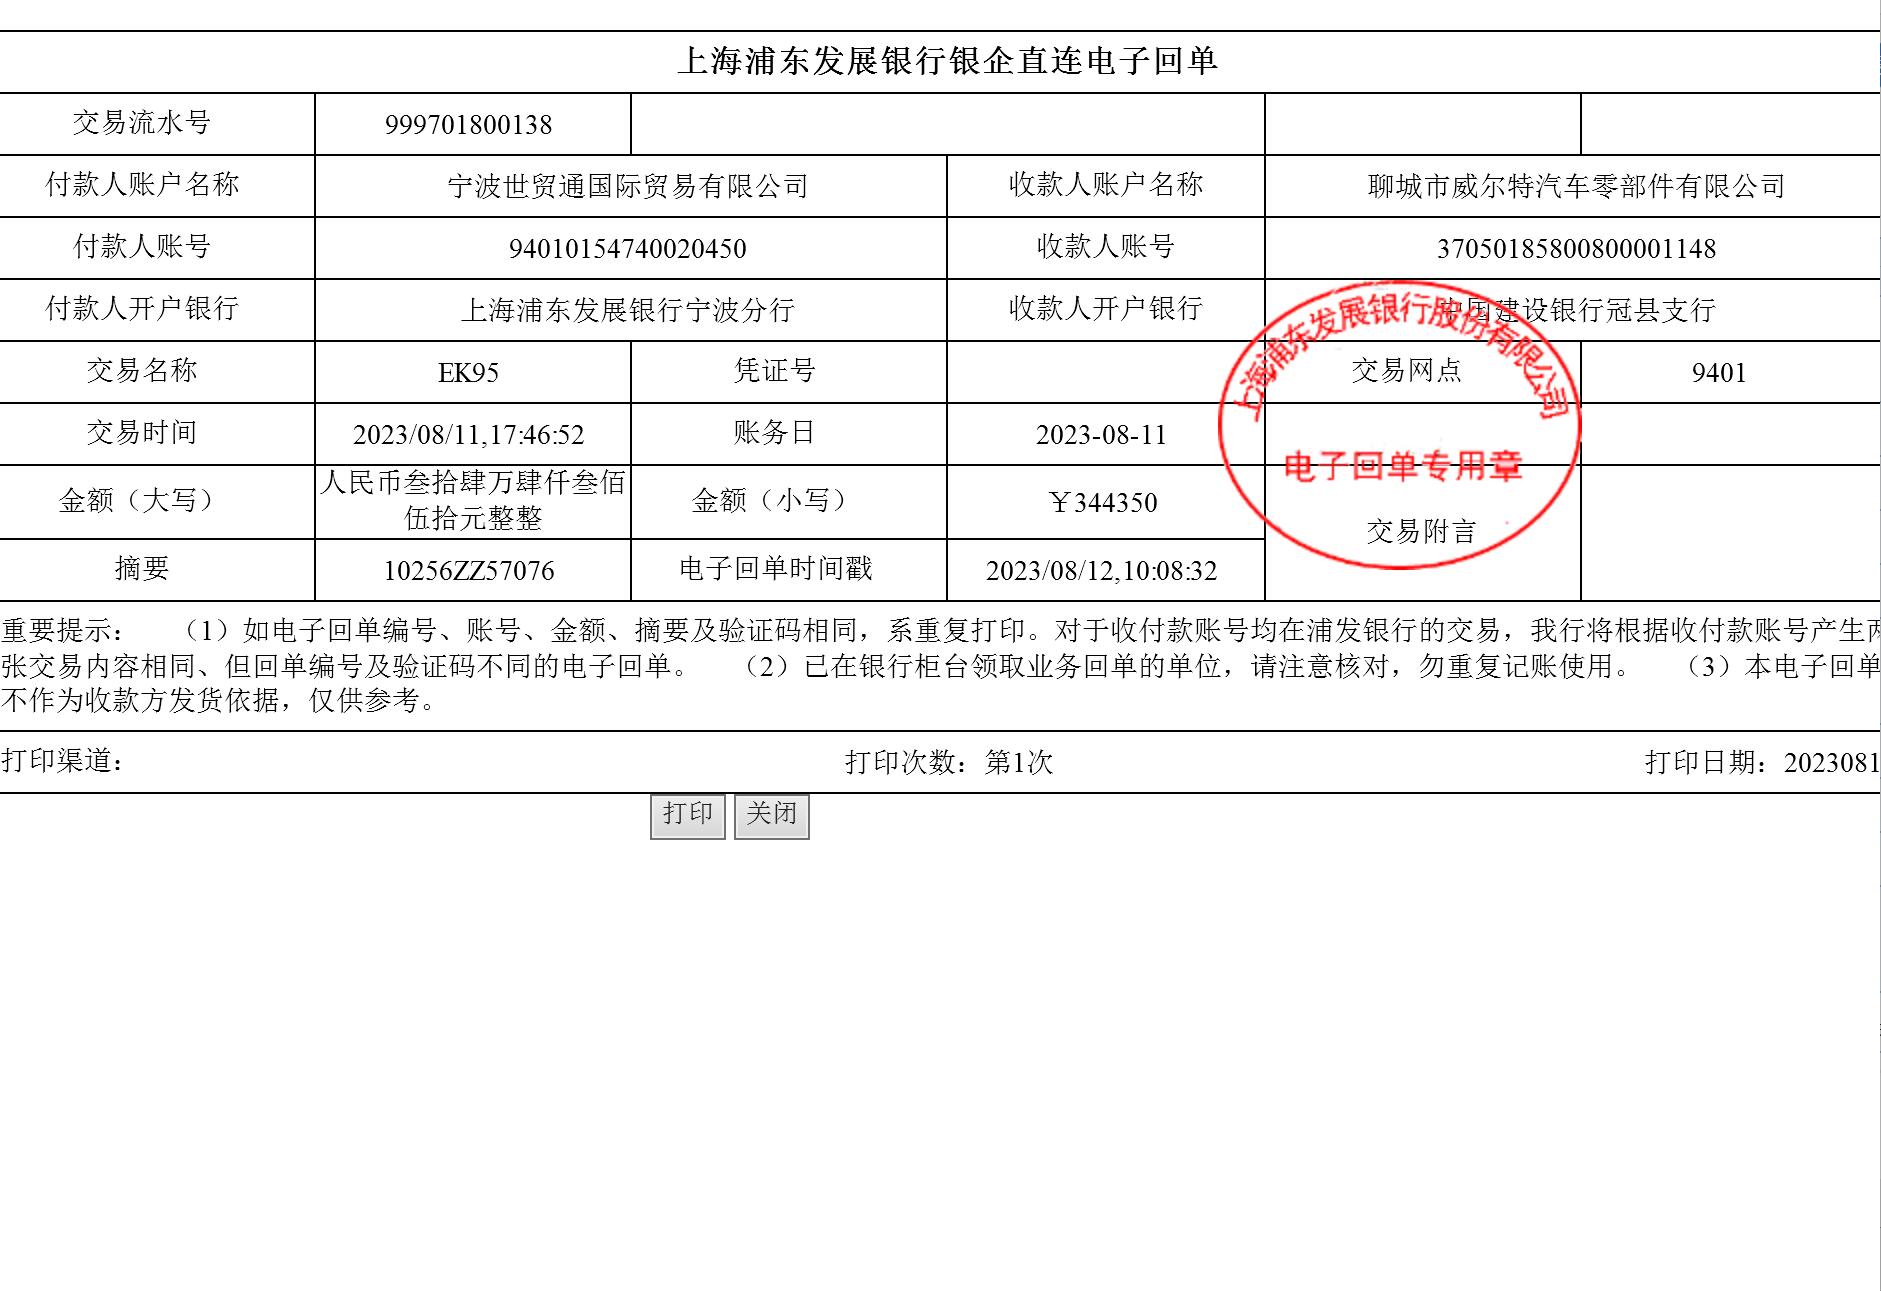 上海浦东发展银行银企直连电子回单
交易流水号 999701800138
付款人账户名称 宁波世贸通国际贸易有限公司 收款人账户名称 聊城市威尔特汽车零部件有限公司
付款人账号 94010154740020450 收款人账号 37050185800800001148
付款人开户银行 上海浦东发展银行宁波分行 收款人开户银行 中国建设银行冠县支行
上海浦东发展银行股份有限公司
交易名称 EK95 凭证号 交易网点 9401
交易时间 2023/08/11,17:46:52 账务日 2023-08-11
电子回单专用章
人民币叁拾肆万肆仟叁佰
金额（大写） 伍拾元整整 金额（小写） ￥344350
交易附言
摘要 10256ZZ57076 电子回单时间戳 2023/08/12,10:08:32
重要提示： （1）如电子回单编号、账号、金额、摘要及验证码相同，系重复打印。对于收付款账号均在浦发银行的交易，我行将根据收付款账号产生两
张交易内容相同、但回单编号及验证码不同的电子回单。 （2）已在银行柜台领取业务回单的单位，请注意核对，勿重复记账使用。 （3）本电子回单
不作为收款方发货依据，仅供参考。
打印渠道： 打印次数：第1次 打印日期：2023081
打印 关闭